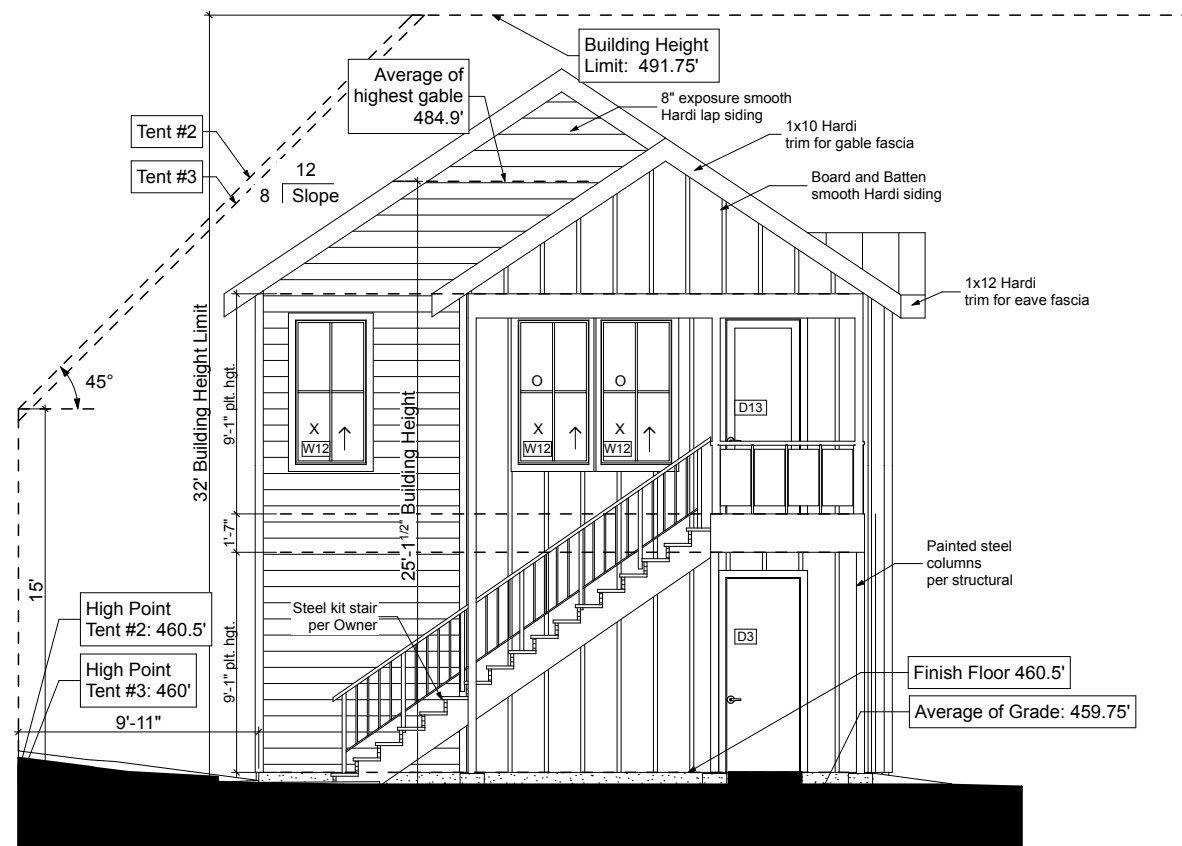 Building Height
Limit: 491.75'
Average of
highest gable
484.9'
8" exposure smooth
Hardi lap siding
Tent #2
1x10 Hardi
trim for gable fascia
Tent #3
12
8 Slope
Board and Batten
smooth Hardi siding
1x12 Hardi
trim for eave fascia
32' Building Height Limit
45°
9'-1" plt. hgt.
25'-1 1/2" Building Height
O
O
X
X
X
W12
W12
W12
D13
1'-7"
Painted steel
columns
per structural
15'
High Point
Tent #2: 460.5'
Steel kit stair
per Owner
9'-1" plt. hgt.
D3
High Point
Tent #3: 460'
Finish Floor 460.5'
9'-11"
Average of Grade: 459.75'